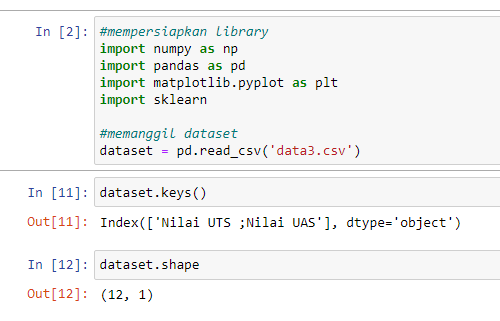 In [2]: #mempersiapkan library
import numpy as np
import pandas as pd
import matplotlib.pyplot as plt
import sklearn
#memanggil dataset
dataset = pd.read_csv('data3.csv')
In [11]: dataset.keys()
Out[11]: Index(['Nilai UTS ;Nilai UAS'], dtype='object')
In [12]: dataset.shape
Out[12]: (12, 1)